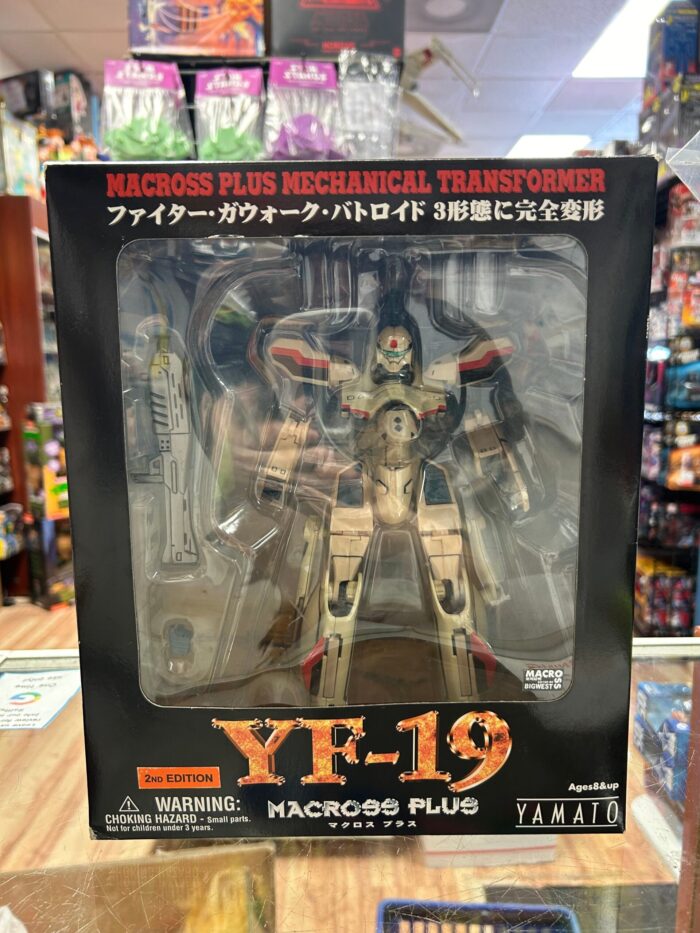 MACROSS PLUS MECHANICAL TRANSFORMER
ファイター・ガウォーク・バトロイド 3形態に完全変形
MACRO
SS
BIGWEST
YF-19
2ND EDITION
MACROSS PLUS
マクロス プラス
WARNING:
CHOKING HAZARD - Small parts.
Not for children under 3 years.
Ages8&up
YAMATO